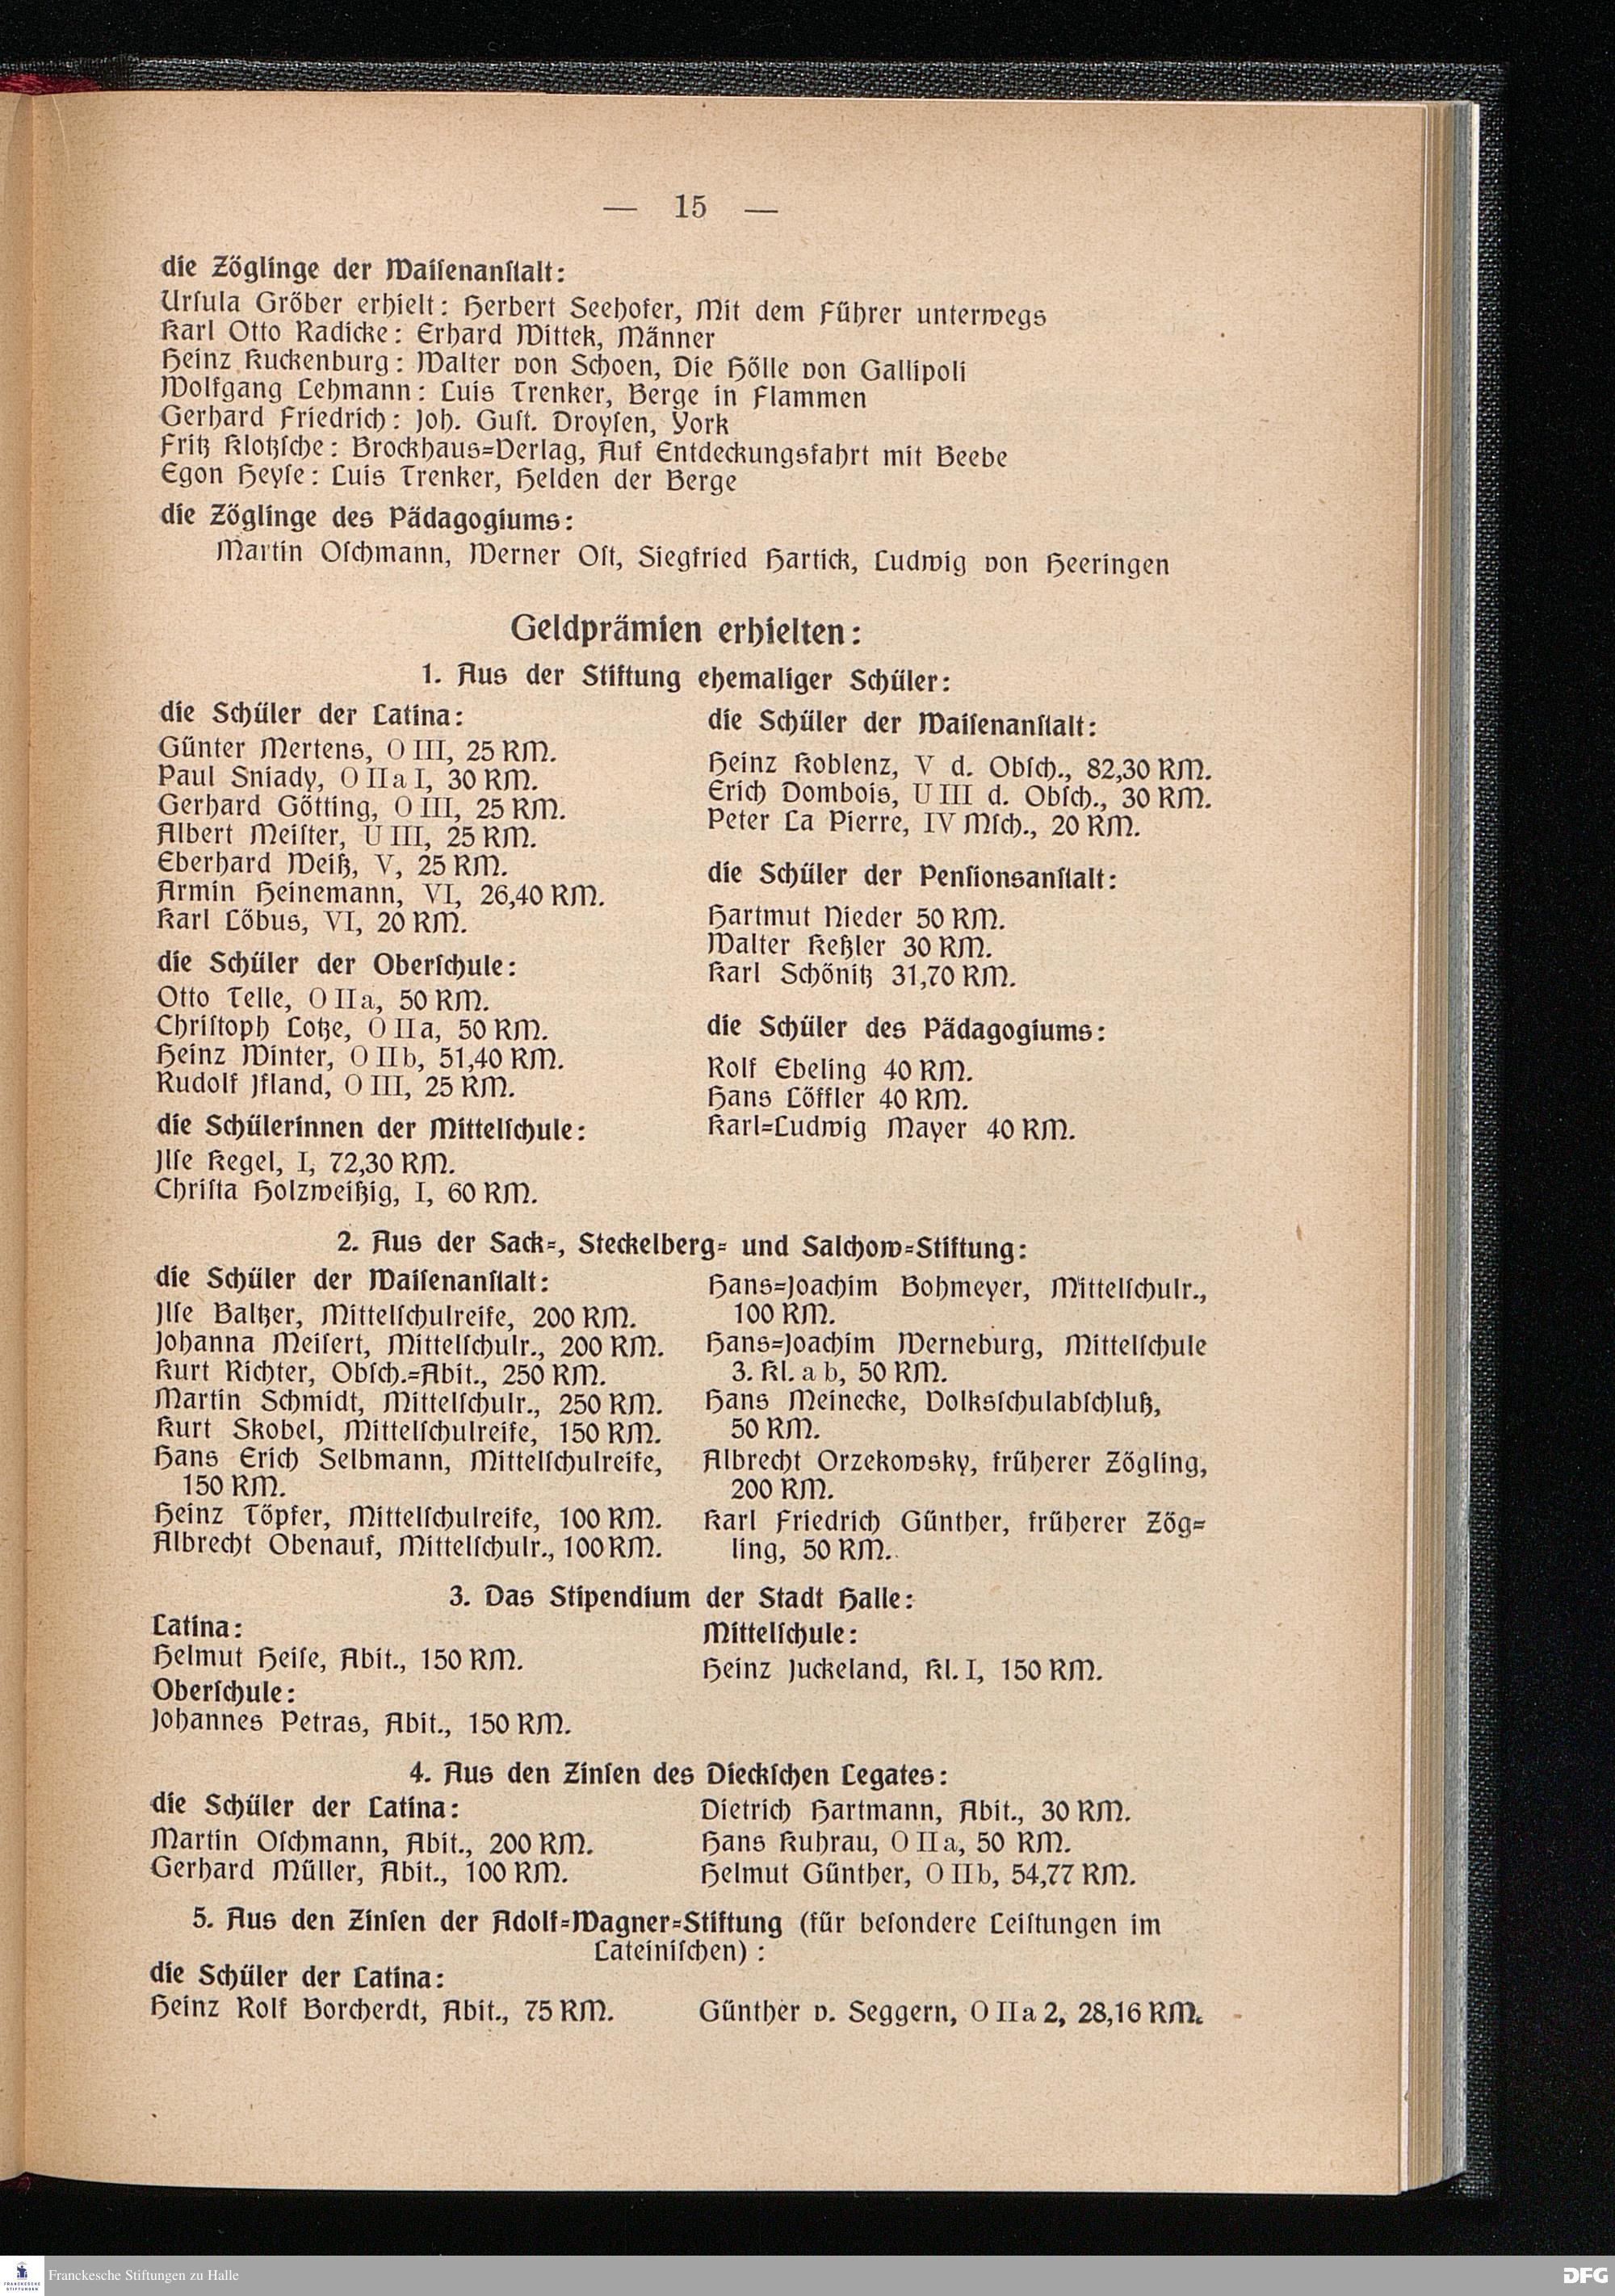 — 15 —
die Zöglinge der Waiſenanſtalt:
Urſula Gröber erhielt: Herbert Seehofer, Mit dem Führer unterwegs
Karl Otto Radicke: Erhard Wittek, Männer
Heinz Kuckenburg: Walter von Schoen, Die Hölle von Gallipoli
Wolfgang Lehmann: Luis Trenker, Berge in Flammen
Gerhard Friedrich: Joh. Guſt. Droyſen, York
Fritz Klotzſche: Brockhaus=Verlag, Auf Entdeckungsfahrt mit Beebe
Egon Heyſe: Luis Trenker, Helden der Berge
die Zöglinge des Pädagogiums:
Martin Oſchmann, Werner Oſt, Siegfried Hartick, Ludwig von Heeringen
Geldprämien erhielten:
1. Aus der Stiftung ehemaliger Schüler:
die Schüler der Latina:
Günter Mertens, O III, 25 RM.
Paul Sniady, O II a I, 30 RM.
Gerhard Götting, O III, 25 RM.
Albert Meiſter, U III, 25 RM.
Eberhard Weiß, V, 25 RM.
Armin Heinemann, VI, 26,40 RM.
Karl Löbus, VI, 20 RM.
die Schüler der Oberſchule:
Otto Telle, O II a, 50 RM.
Chriſtoph Lotze, O II a, 50 RM.
Heinz Winter, O II b, 51,40 RM.
Rudolf Ifland, O III, 25 RM.
die Schülerinnen der Mittelſchule:
Ilſe Kegel, I, 72,30 RM.
Chriſta Holzweißig, I, 60 RM.
die Schüler der Waiſenanſtalt:
Heinz Koblenz, V d. Obſch., 82,30 RM.
Erich Dombois, U III d. Obſch., 30 RM.
Peter La Pierre, IV Mſch., 20 RM.
die Schüler der Penſionsanſtalt:
Hartmut Nieder 50 RM.
Walter Keßler 30 RM.
Karl Schönitz 31,70 RM.
die Schüler des Pädagogiums:
Rolf Ebeling 40 RM.
Hans Löffler 40 RM.
Karl=Ludwig Mayer 40 RM.
2. Aus der Sack=, Steckelberg= und Salchow=Stiftung:
die Schüler der Waiſenanſtalt:
Ilſe Baltzer, Mittelſchulreife, 200 RM.
Johanna Meiſert, Mittelſchulr., 200 RM.
Kurt Richter, Obſch.=Abit., 250 RM.
Martin Schmidt, Mittelſchulr., 250 RM.
Kurt Skobel, Mittelſchulreife, 150 RM.
Hans Erich Selbmann, Mittelſchulreife,
150 RM.
Heinz Töpfer, Mittelſchulreife, 100 RM.
Albrecht Obenauf, Mittelſchulr., 100 RM.
Hans=Joachim Bohmeyer, Mittelſchulr.,
100 RM.
Hans=Joachim Werneburg, Mittelſchule
3. Kl. a b, 50 RM.
Hans Meinecke, Volksſchulabſchluß,
50 RM.
Albrecht Orzekowsky, früherer Zögling,
200 RM.
Karl Friedrich Günther, früherer Zög=
ling, 50 RM.
3. Das Stipendium der Stadt Halle:
Latina:
Helmut Heiſe, Abit., 150 RM.
Oberſchule:
Johannes Petras, Abit., 150 RM.
Mittelſchule:
Heinz Juckeland, Kl. I, 150 RM.
4. Aus den Zinſen des Dieckſchen Legates:
die Schüler der Latina:
Martin Oſchmann, Abit., 200 RM.
Gerhard Müller, Abit., 100 RM.
Dietrich Hartmann, Abit., 30 RM.
Hans Kuhrau, O II a, 50 RM.
Helmut Günther, O II b, 54,77 RM.
5. Aus den Zinſen der Adolf=Wagner=Stiftung (für beſondere Leiſtungen im
Lateiniſchen):
die Schüler der Latina:
Heinz Rolf Borcherdt, Abit., 75 RM.
Günther v. Seggern, O II a 2, 28,16 RM.
FRANCKESCHE
STIFTUNGEN
Franckesche Stiftungen zu Halle
DFG